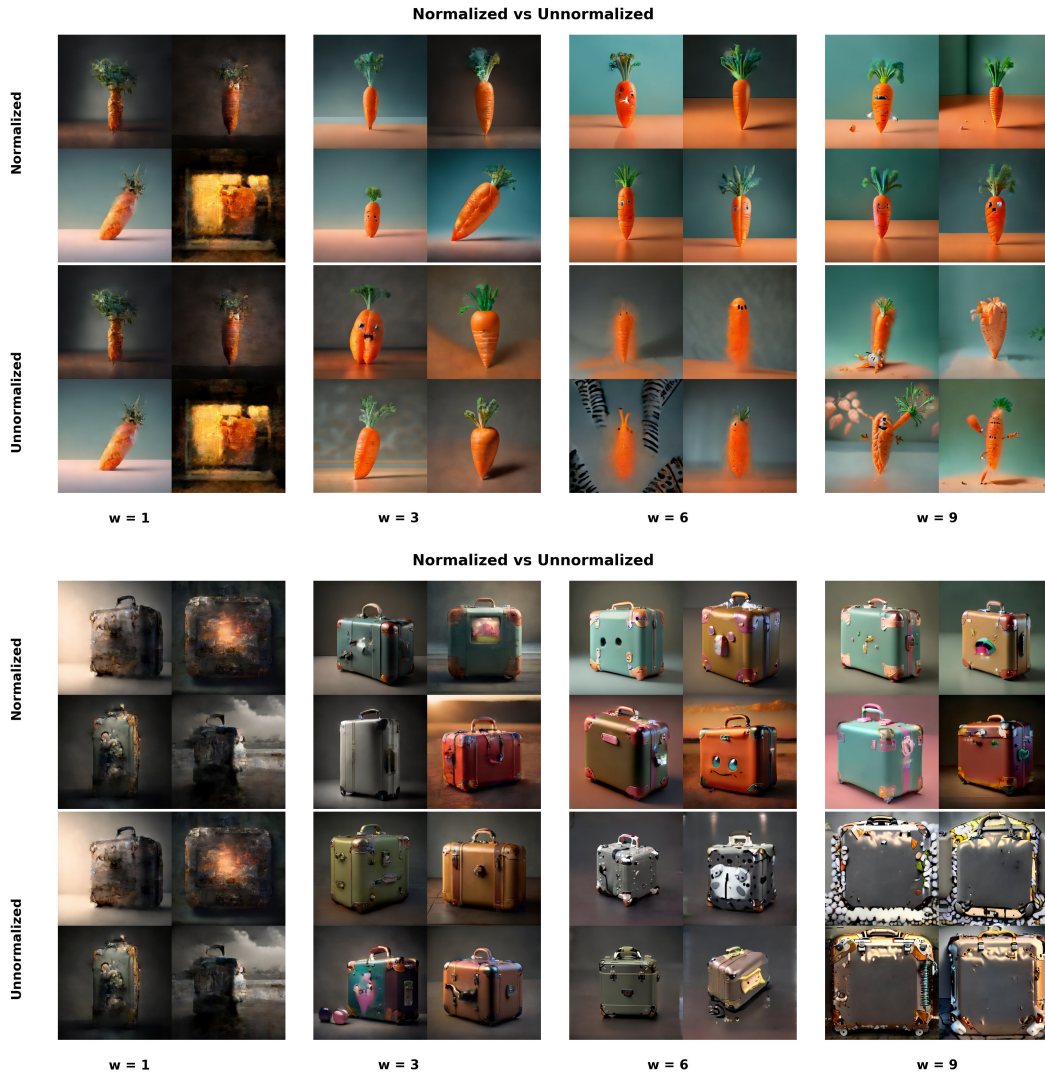 Normalized vs Unnormalized
Normalized
Unnormalized
w = 1
w = 3
w = 6
w = 9
Normalized vs Unnormalized
Normalized
Unnormalized
w = 1
w = 3
w = 6
w = 9